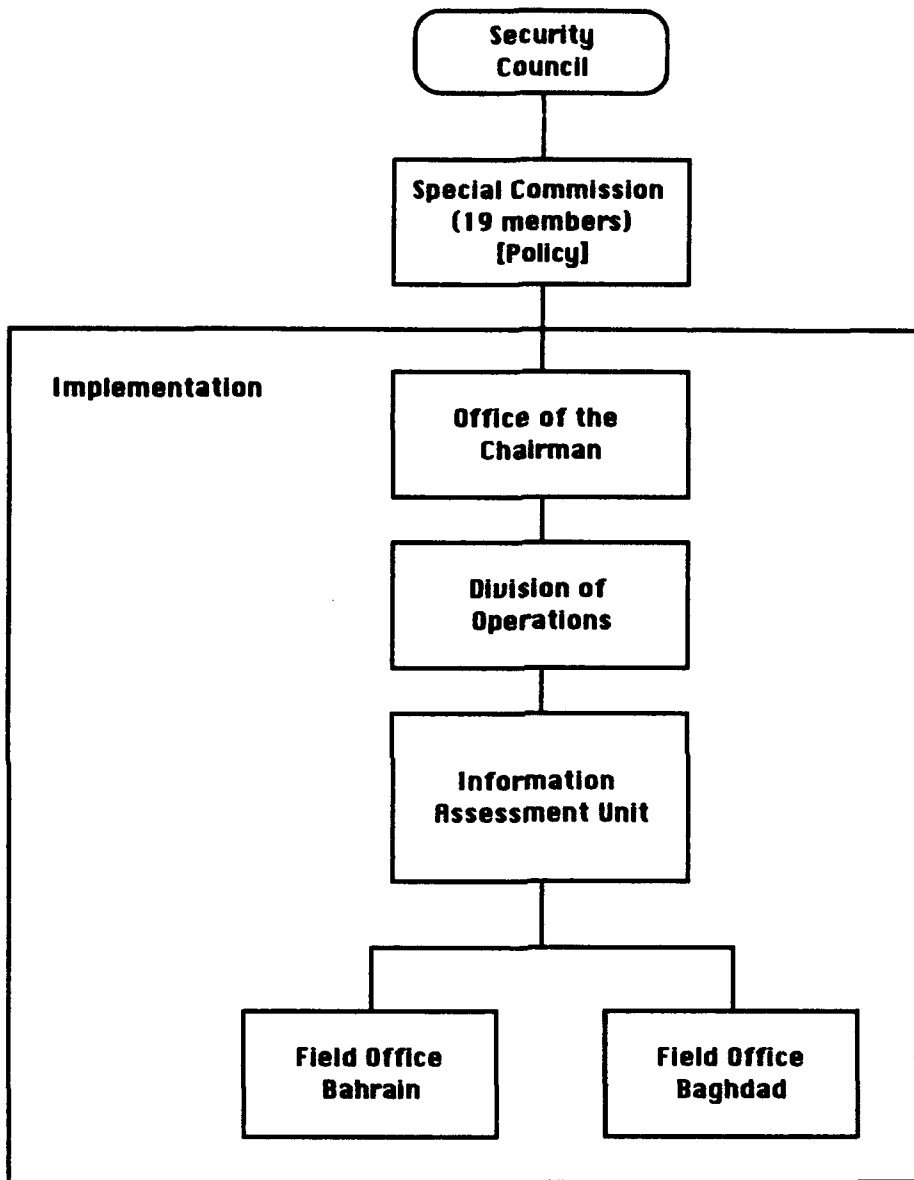 Security
Council
Special Commission
(19 members)
[Policy]
Implementation
Office of the
Chairman
Division of
Operations
Information
Assessment Unit
Field Office
Bahrain
Field Office
Baghdad